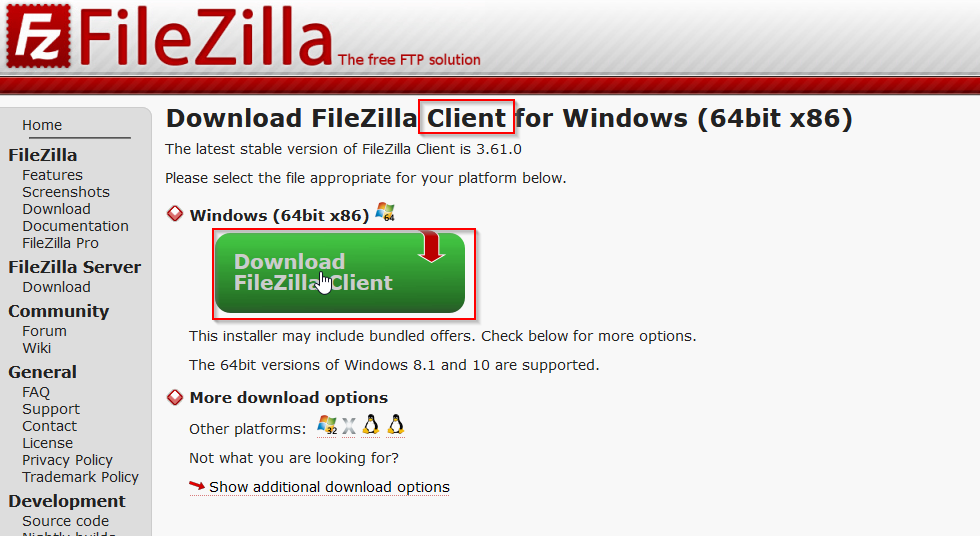 FileZilla The free FTP solution
Home
FileZilla
Features
Screenshots
Download
Documentation
FileZilla Pro
FileZilla Server
Download
Community
Forum
Wiki
General
FAQ
Support
Contact
License
Privacy Policy
Trademark Policy
Development
Source code
Nightly builds
Download FileZilla Client for Windows (64bit x86)
The latest stable version of FileZilla Client is 3.61.0
Please select the file appropriate for your platform below.
Windows (64bit x86) 64
Download
FileZilla Client
This installer may include bundled offers. Check below for more options.
The 64bit versions of Windows 8.1 and 10 are supported.
More download options
Other platforms: 32
Not what you are looking for?
Show additional download options